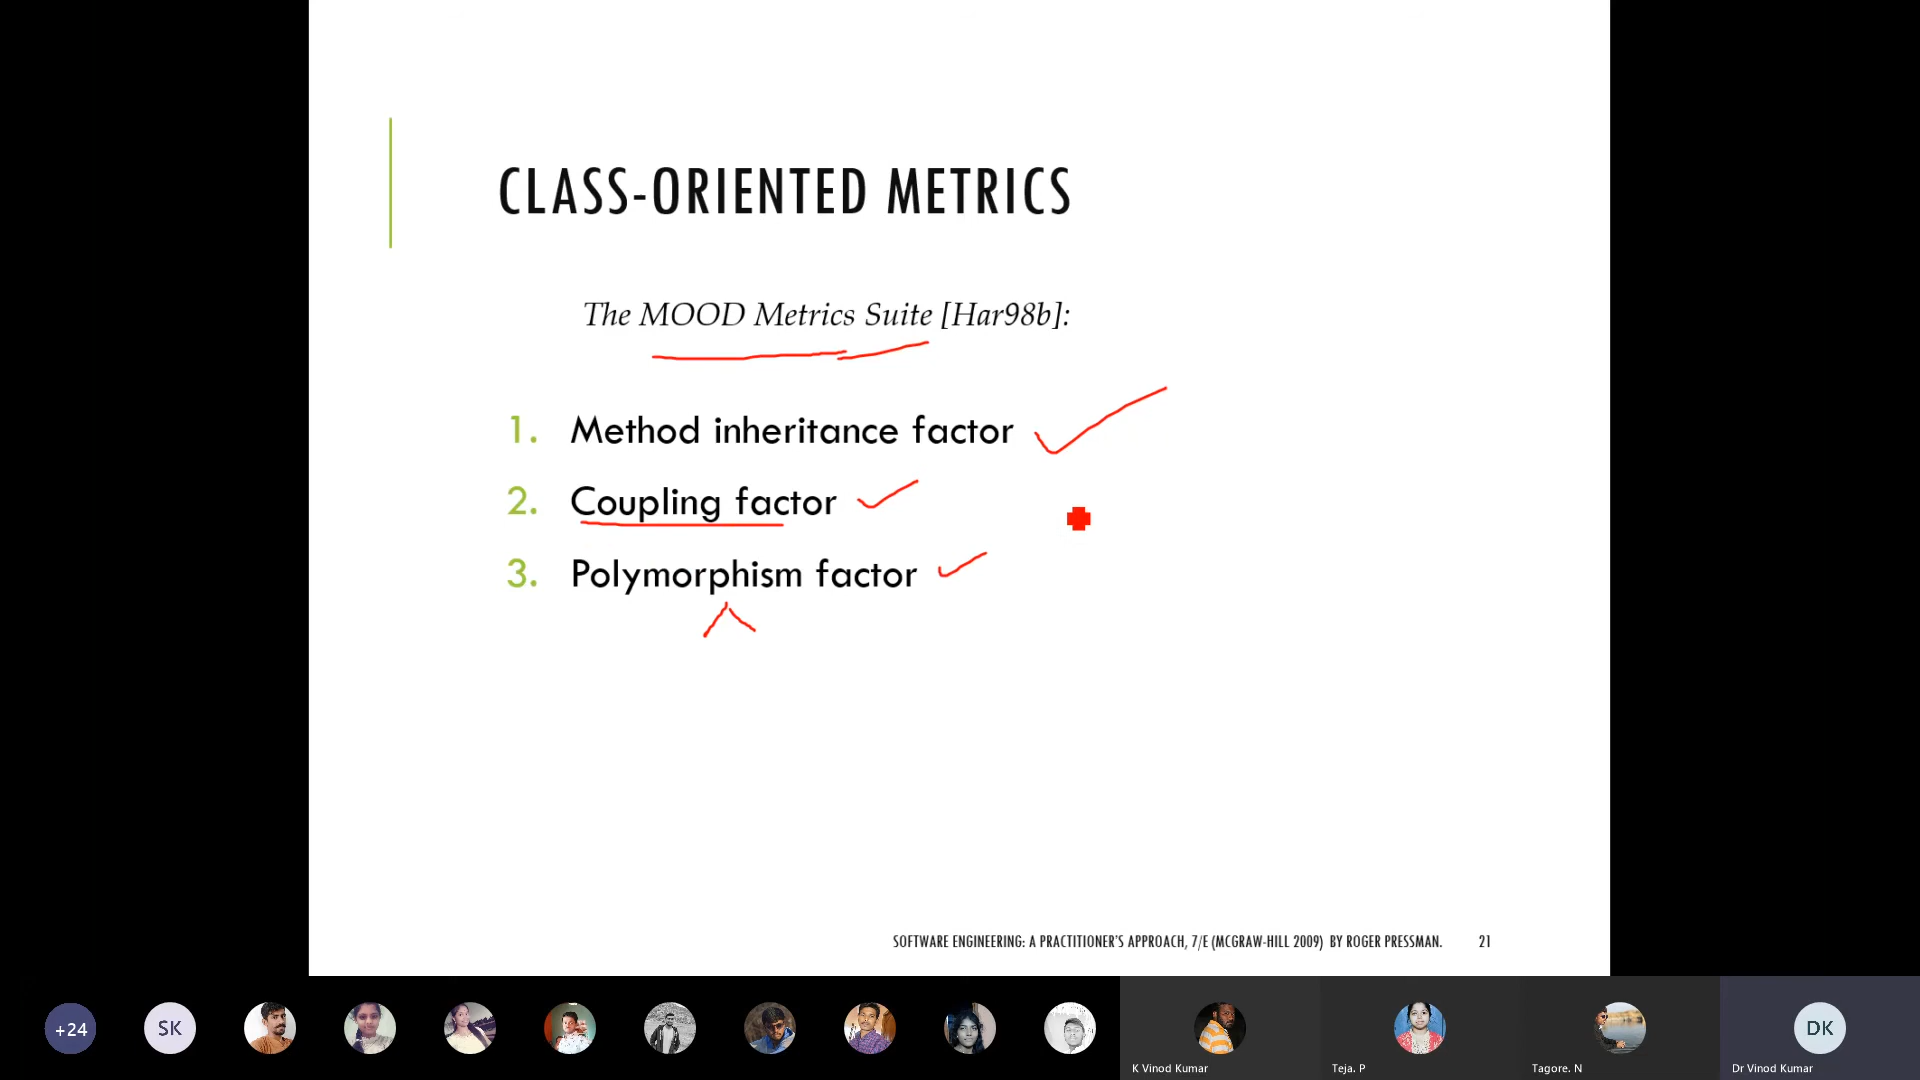 CLASS-ORIENTED METRICS
The MOOD Metrics Suite [Har98b]:
1. Method inheritance factor
2. Coupling factor
3. Polymorphism factor
SOFTWARE ENGINEERING: A PRACTITIONER'S APPROACH, 7/E (MCGRAW-HILL 2009) BY ROGER PRESSMAN. 21
+24 SK DK
K Vinod Kumar Teja. P Tagore. N Dr Vinod Kumar